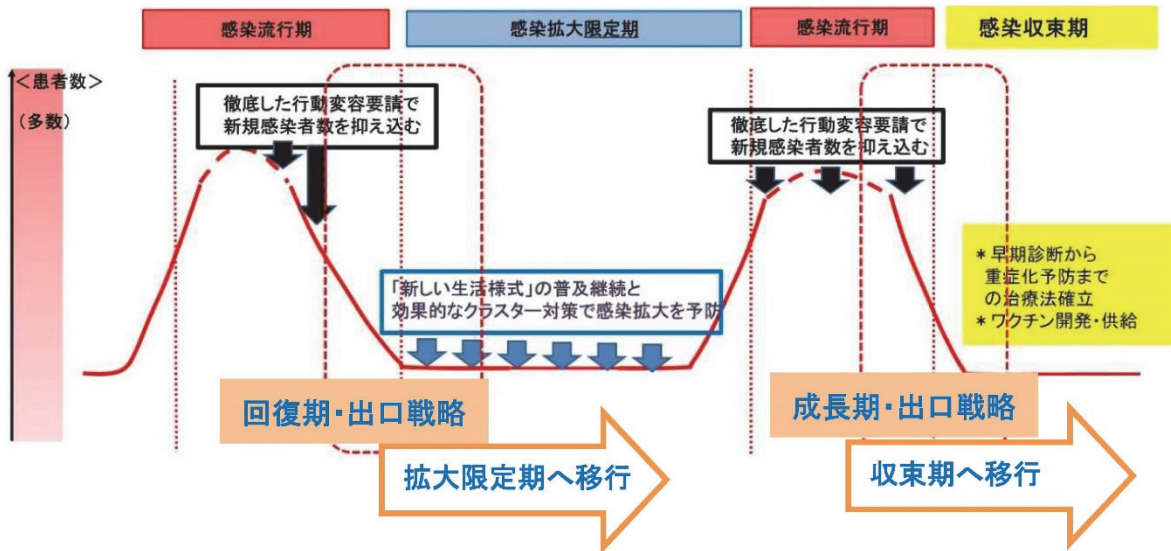 感染流行期
感染拡大限定期
感染流行期
感染収束期
＜患者数＞
（多数）
徹底した行動変容要請で
新規感染者数を抑え込む
徹底した行動変容要請で
新規感染者数を抑え込む
「新しい生活様式」の普及継続と
効果的なクラスター対策で感染拡大を予防
＊早期診断から
重症化予防まで
の治療法確立
＊ワクチン開発・供給
回復期・出口戦略
拡大限定期へ移行
成長期・出口戦略
収束期へ移行